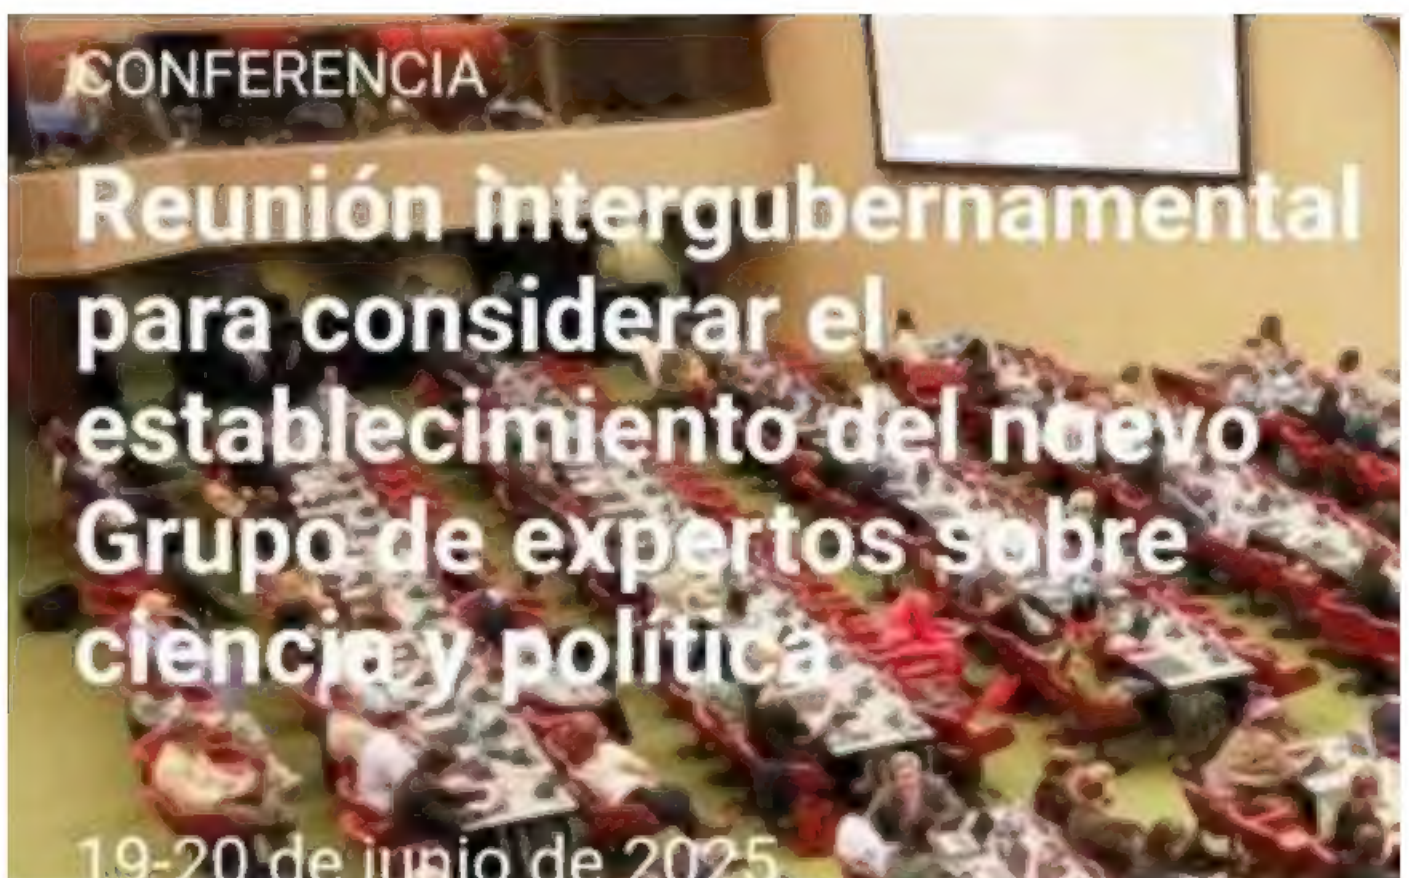 CONFERENCIA
Reunión intergubernamental
para considerar el
establecimiento del nuevo
Grupo de expertos sobre
ciencia y política
19-20 de junio de 2025